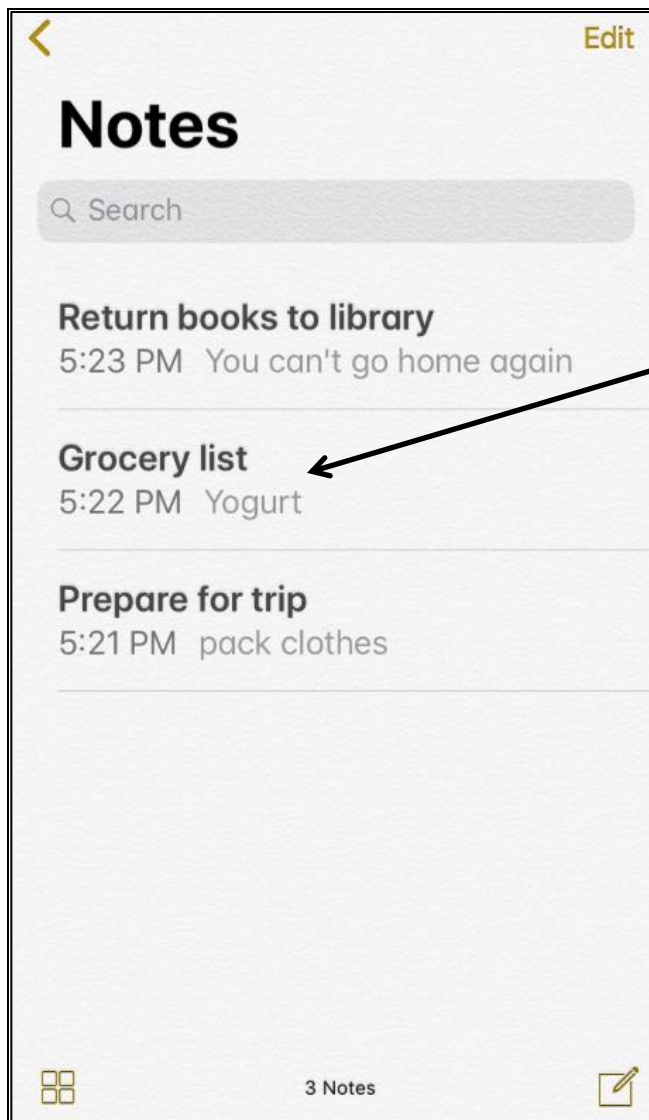 Edit
Notes
Search
Return books to library
5:23 PM You can't go home again
Grocery list
5:22 PM Yogurt
Prepare for trip
5:21 PM pack clothes
3 Notes